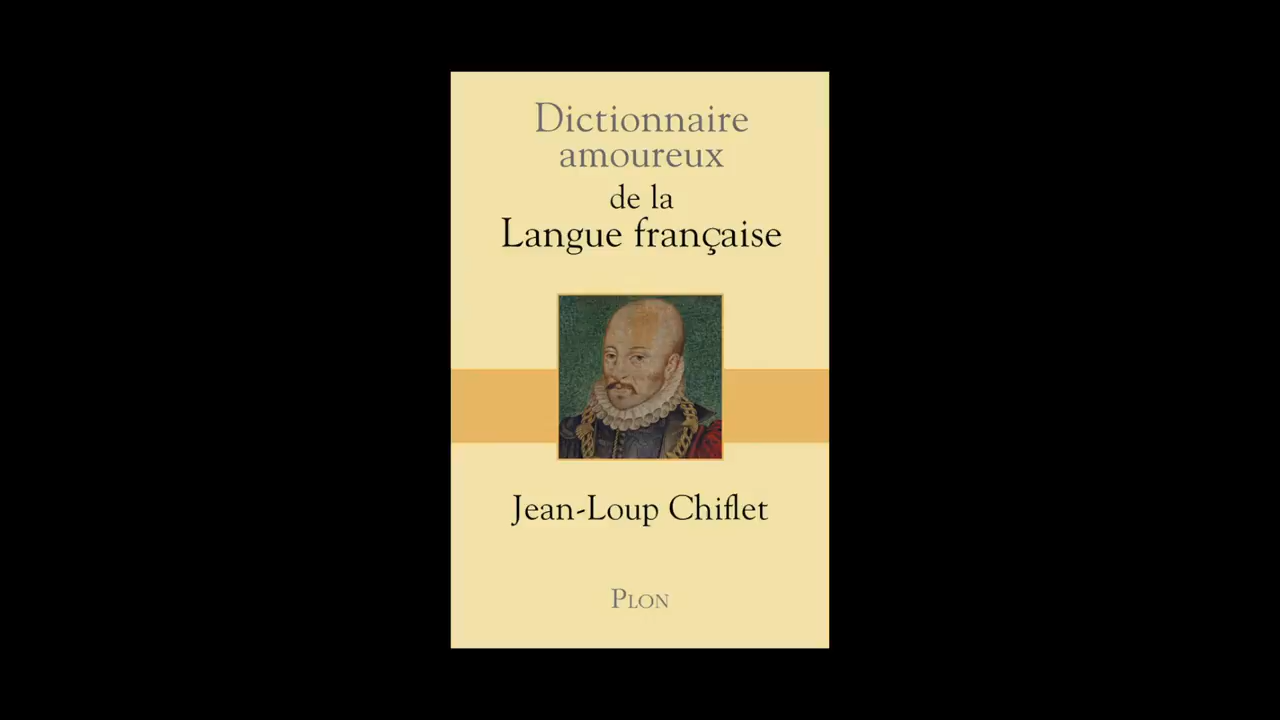 Dictionnaire
amoureux
de la
Langue française
Jean-Loup Chiflet
PLON